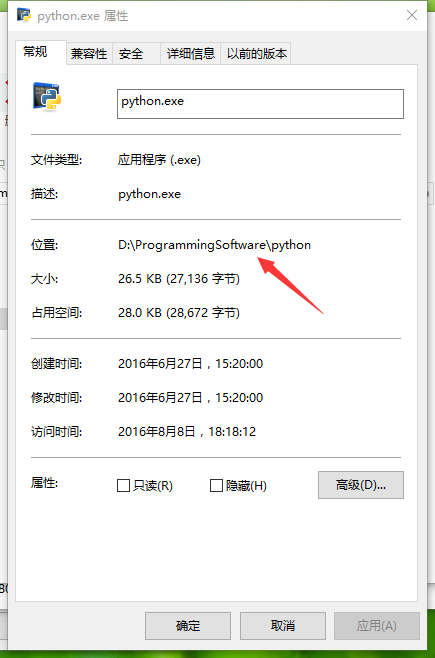 python.exe 属性
常规 兼容性 安全 详细信息 以前的版本
python.exe
文件类型: 应用程序 (.exe)
描述: python.exe
位置: D:\ProgrammingSoftware\python
大小: 26.5 KB (27,136 字节)
占用空间: 28.0 KB (28,672 字节)
创建时间: 2016年6月27日，15:20:00
修改时间: 2016年6月27日，15:20:00
访问时间: 2016年8月8日，18:18:12
属性: 只读(R) 隐藏(H) 高级(D)...
确定 取消 应用(A)